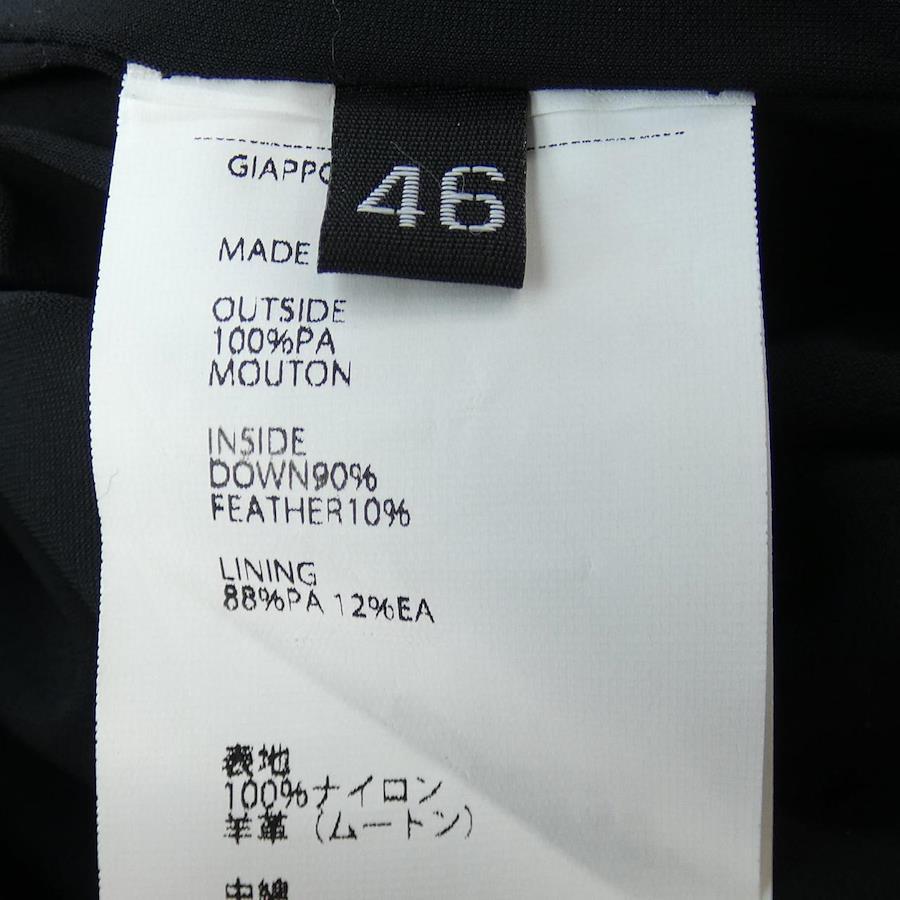 46
MADE
OUTSIDE
100%PA
MOUTON
INSIDE
DOWN90%
FEATHER10%
LINING
88%PA 12%EA
表地
100%ナイロン
羊革 (ムートン)